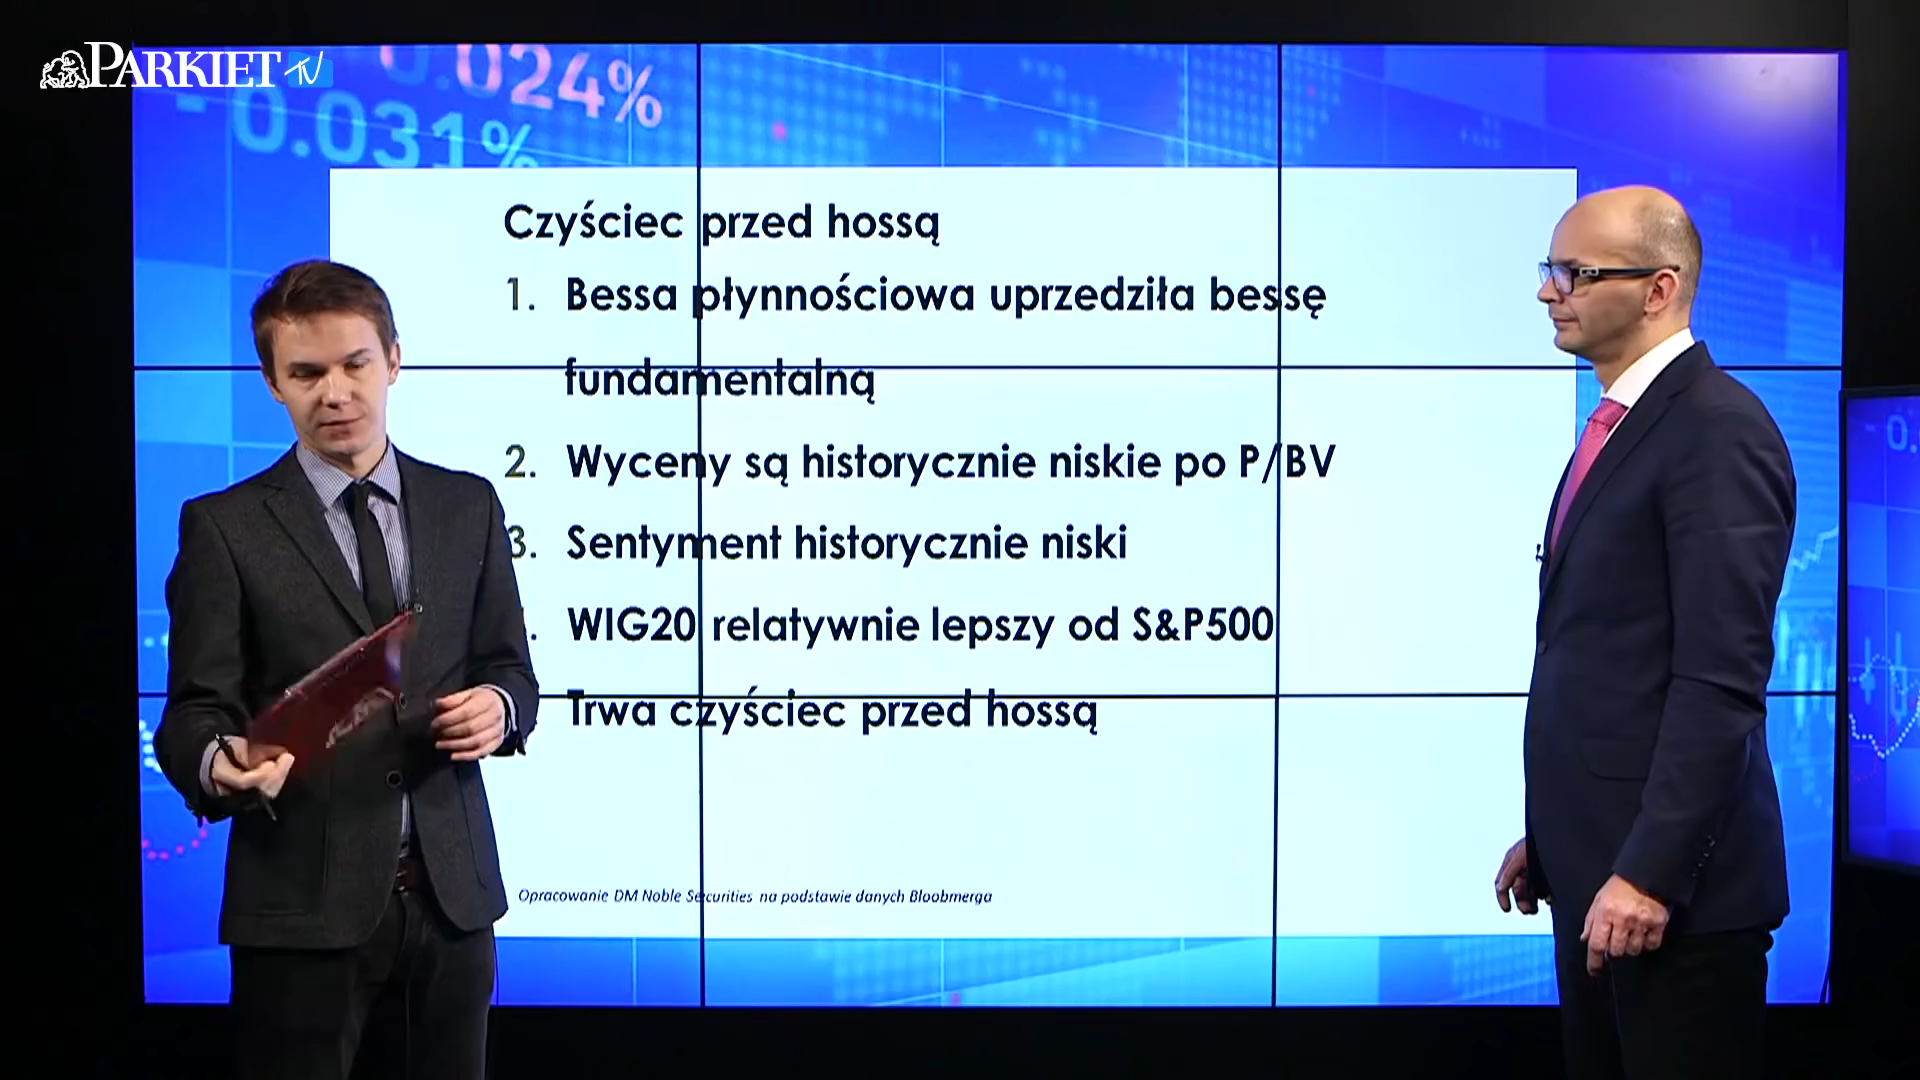 PARKIET TV
0.024%
- 0.031%
Czyściec przed hossą
1. Bessa płynnościowa uprzedziła bessę
fundamentalną
2. Wyceny są historycznie niskie po P/BV
3. Sentyment historycznie niski
WIG20 relatywnie lepszy od S&P500
Trwa czyściec przed hossą
Opracowanie DM Noble Securities na podstawie danych Bloobmerga
- 0.